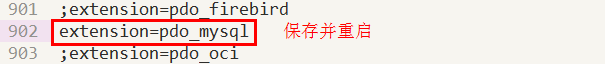 901 ;extension=pdo_firebird
902 extension=pdo_mysql 保存并重启
903 ;extension=pdo_oci